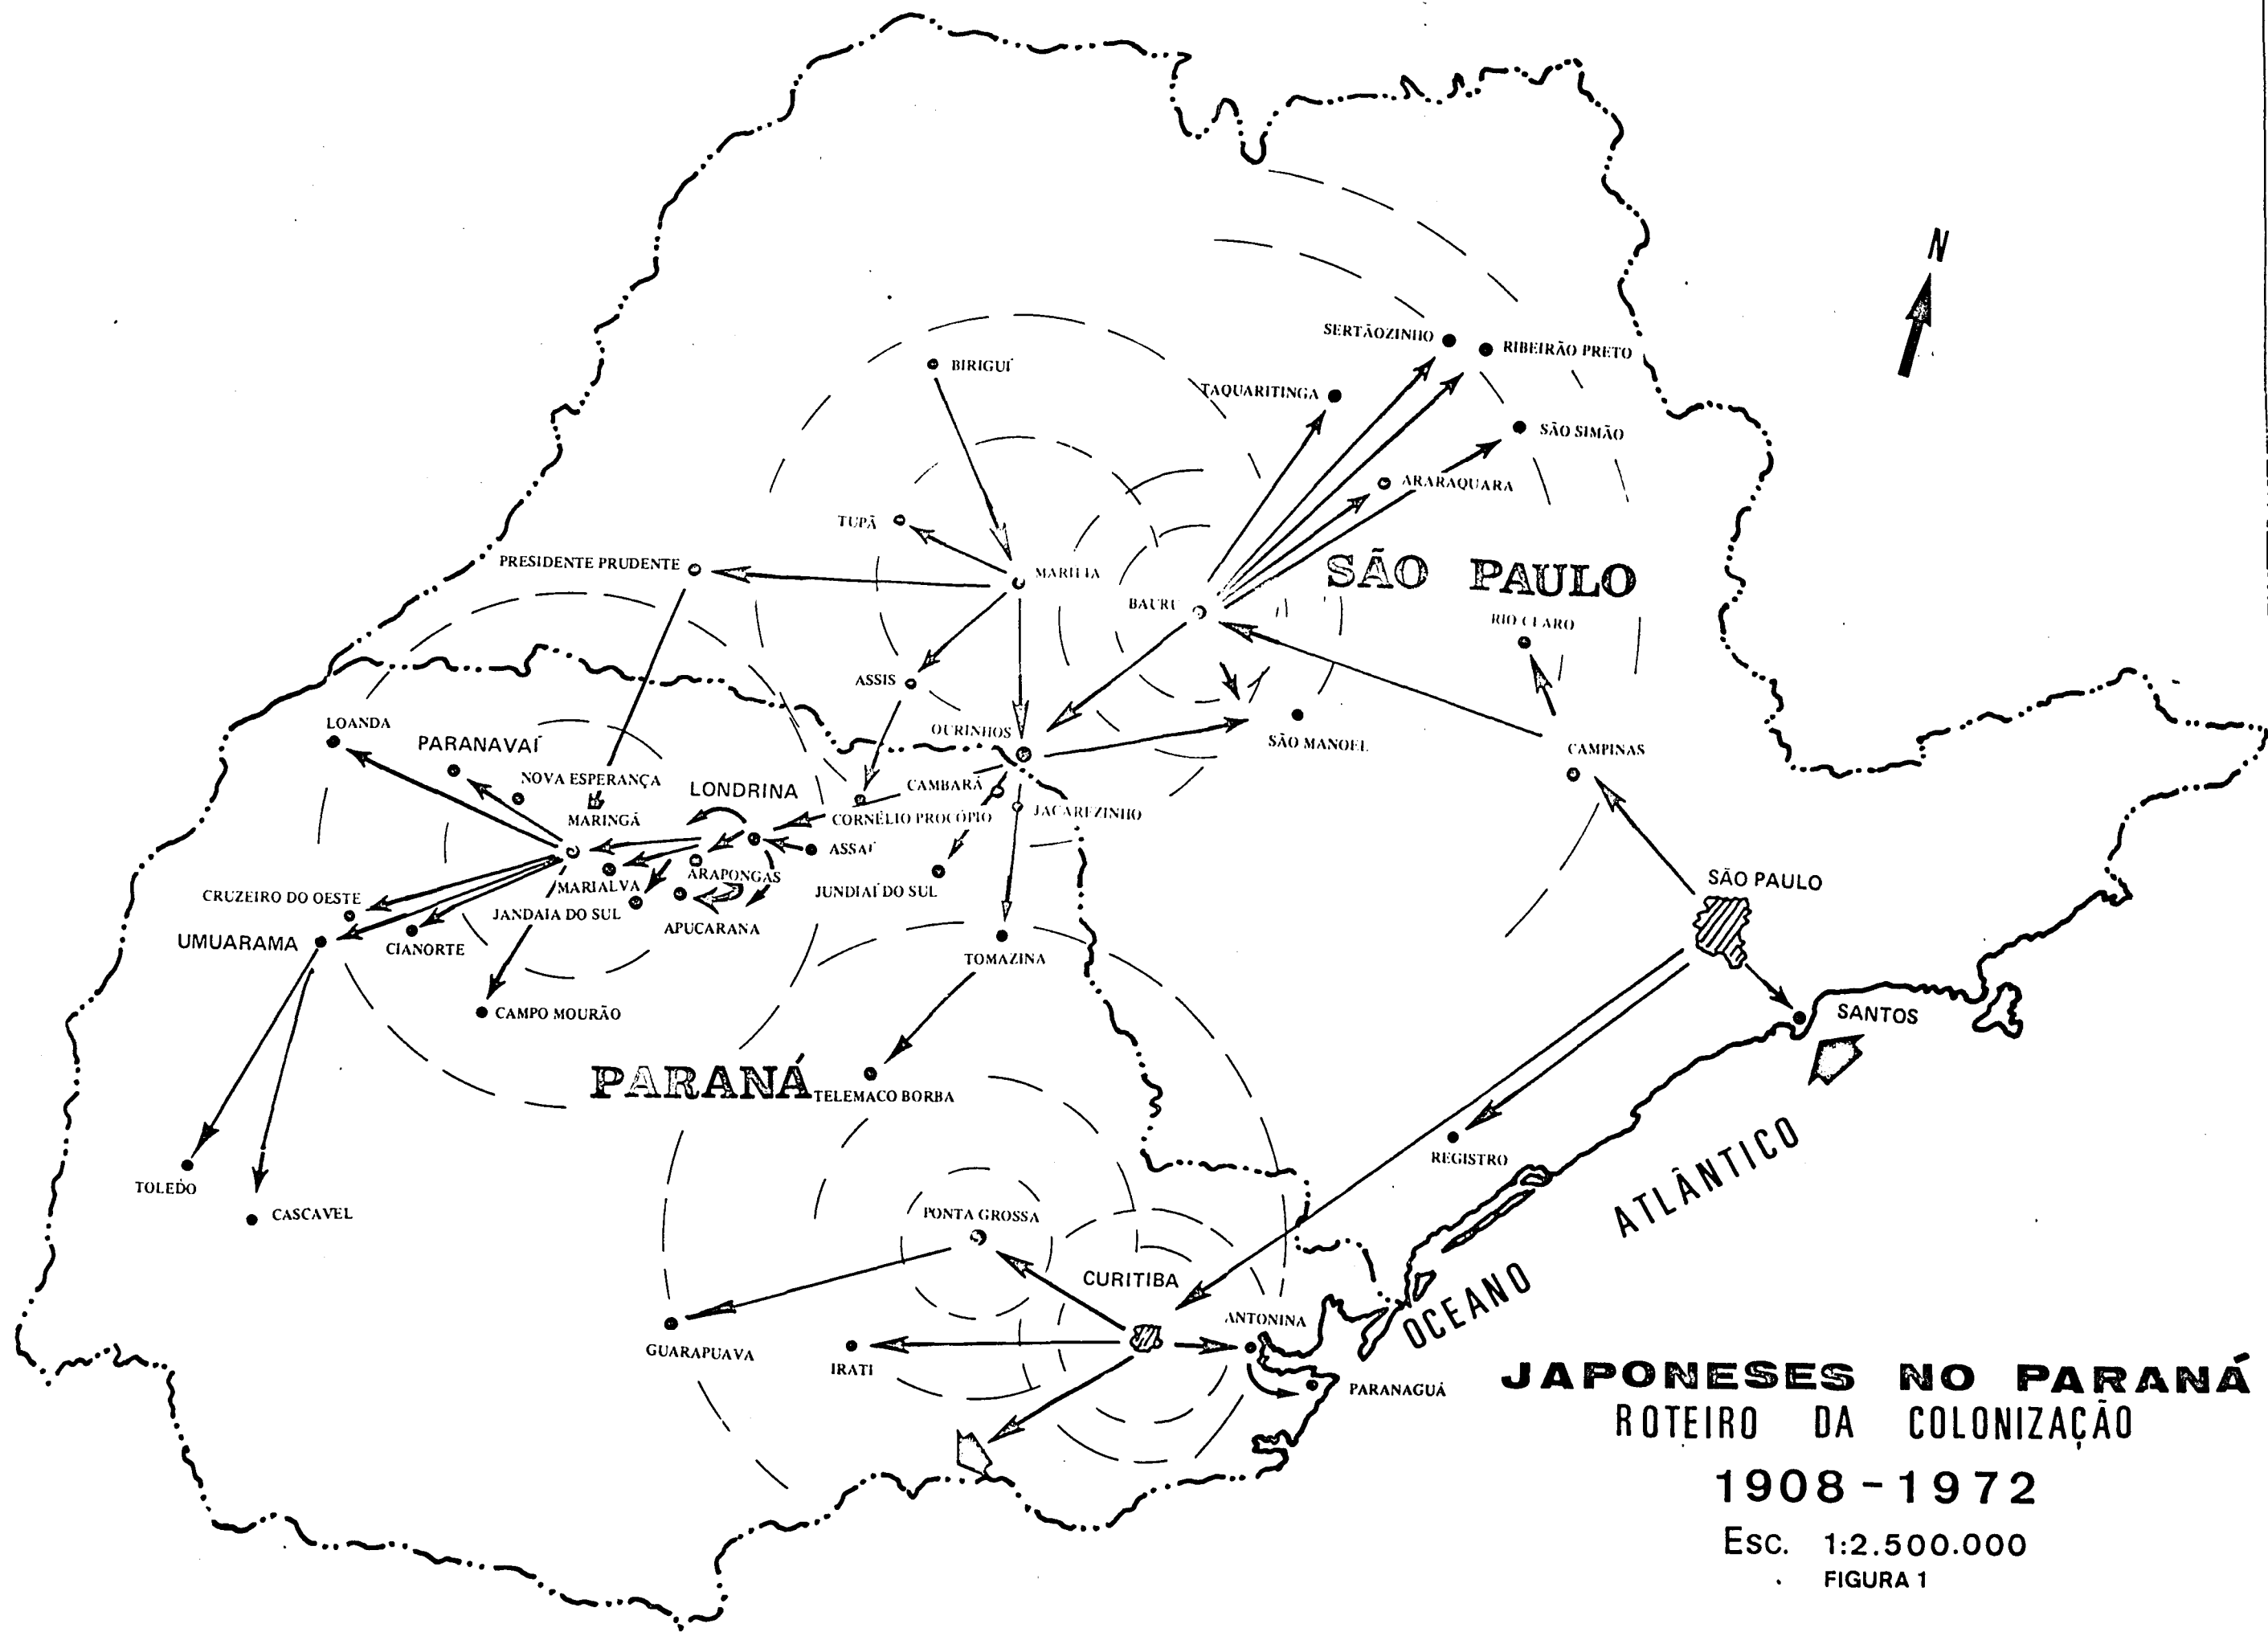 N
SERTÃOZINHO
RIBEIRÃO PRETO
BIRIGUÍ
TAQUARITINGA
SÃO SIMÃO
ARARAQUARA
TUPÃ
PRESIDENTE PRUDENTE
MARÍLIA
SÃO PAULO
BAURU
RIO CLARO
ASSIS
LOANDA
OURINHOS
PARANAVAÍ
SÃO MANOEL
CAMPINAS
NOVA ESPERANÇA
LONDRINA
CAMBARÁ
MARINGÁ
CORNÉLIO PROCÓPIO
JACAREZINHO
ASSAÍ
ARAPONGAS
MARIALVA
SÃO PAULO
JUNDIAÍ DO SUL
CRUZEIRO DO OESTE
JANDAIA DO SUL
APUCARANA
UMUARAMA
CIANORTE
TOMAZINA
CAMPO MOURÃO
SANTOS
PARANÁ
TELEMACO BORBA
REGISTRO
TOLEDO
CASCAVEL
PONTA GROSSA
OCEANO ATLÂNTICO
CURITIBA
ANTONINA
GUARAPUAVA
IRATI
PARANAGUÁ
JAPONESES NO PARANÁ
ROTEIRO DA COLONIZAÇÃO
1908-1972
Esc. 1:2.500.000
FIGURA 1